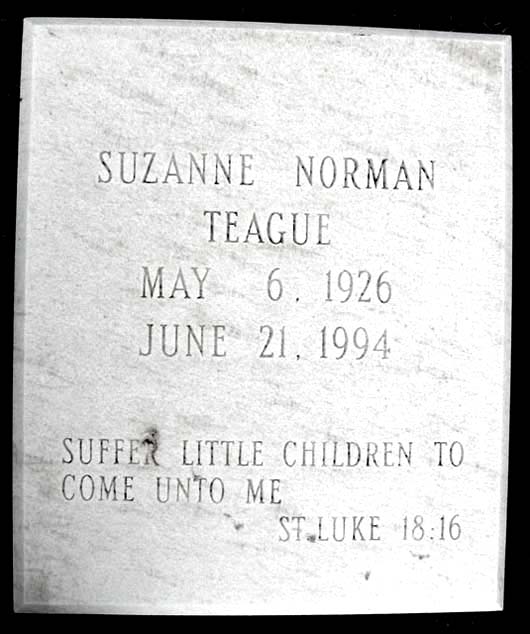 SUZANNE NORMAN
TEAGUE
MAY 6, 1926
JUNE 21, 1994
SUFFER LITTLE CHILDREN TO
COME UNTO ME
ST. LUKE 18:16